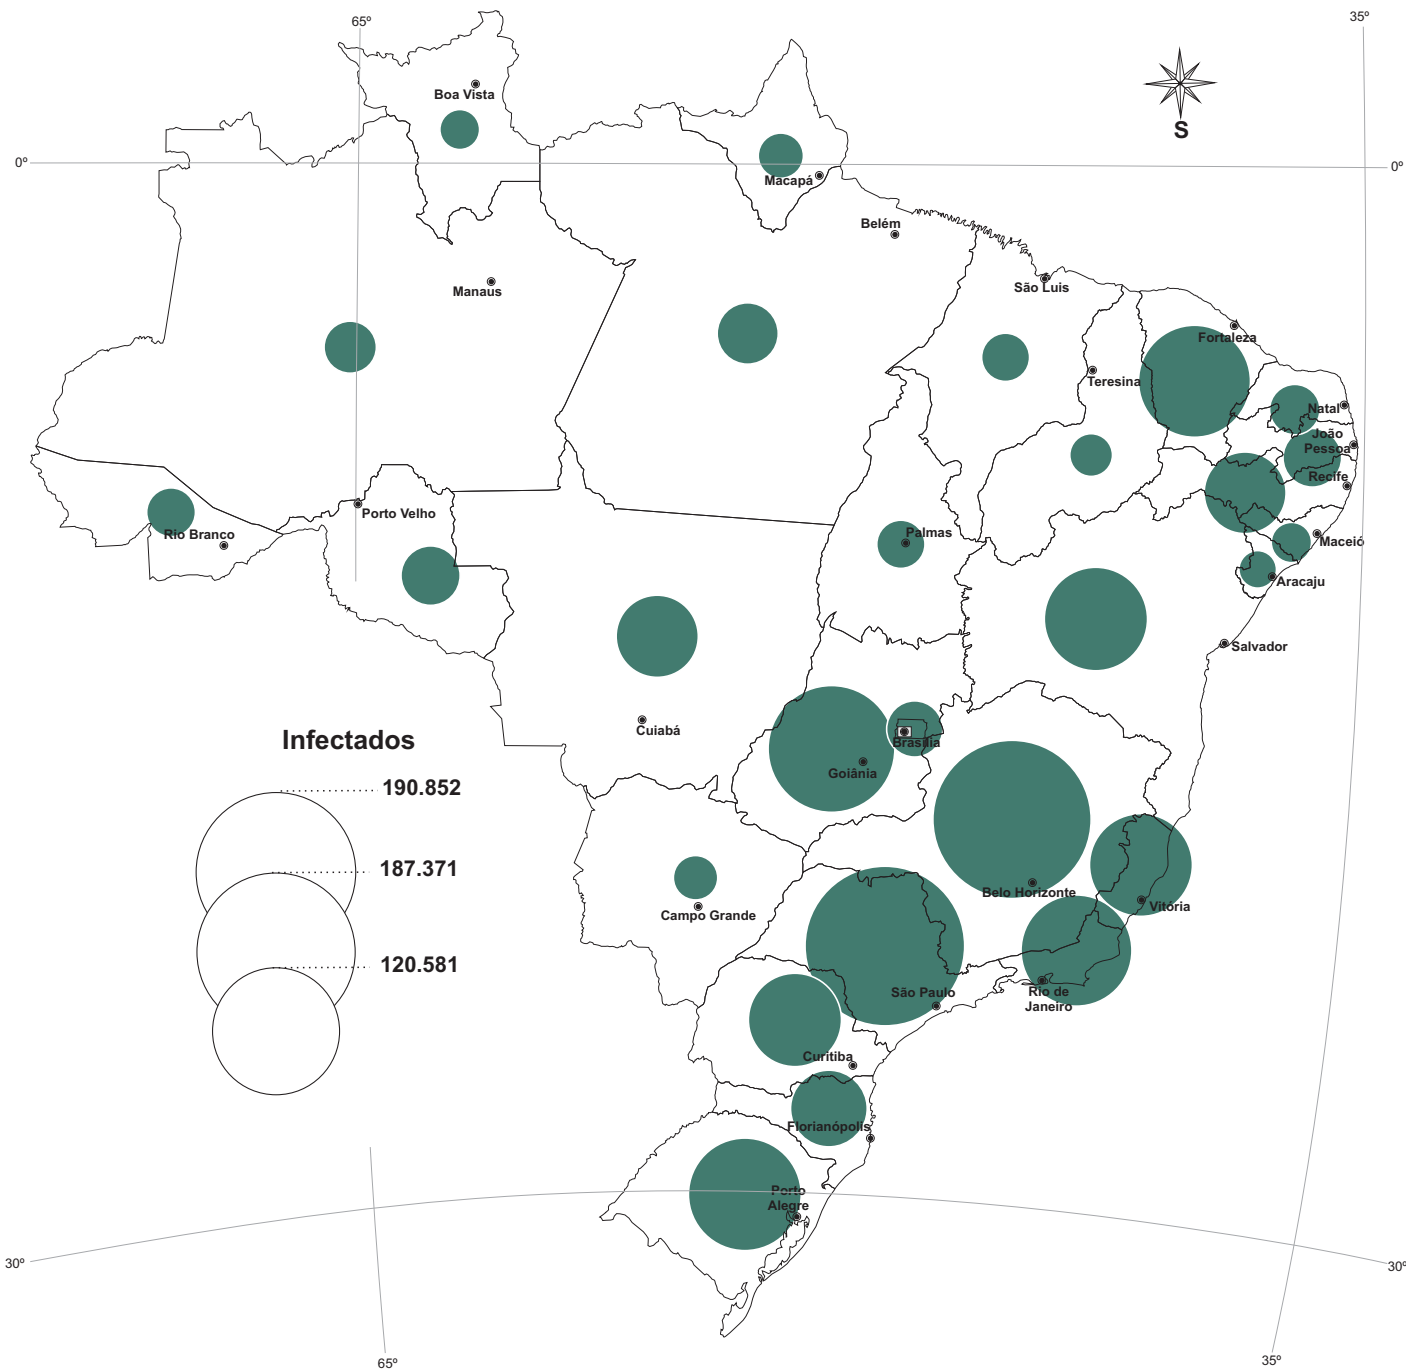 65º
35º
Boa Vista
S
0º
0º
Macapá
Belém
São Luis
Manaus
Fortaleza
Teresina
Natal
João
Pessoa
Recife
Porto Velho
Rio Branco
Palmas
Maceió
Aracaju
Salvador
Cuiabá
Brasília
Infectados
Goiânia
190.852
187.371
Belo Horizonte
Vitória
Campo Grande
120.581
São Paulo
Rio de
Janeiro
Curitiba
Florianópolis
Porto
Alegre
30º
30º
65º
35º